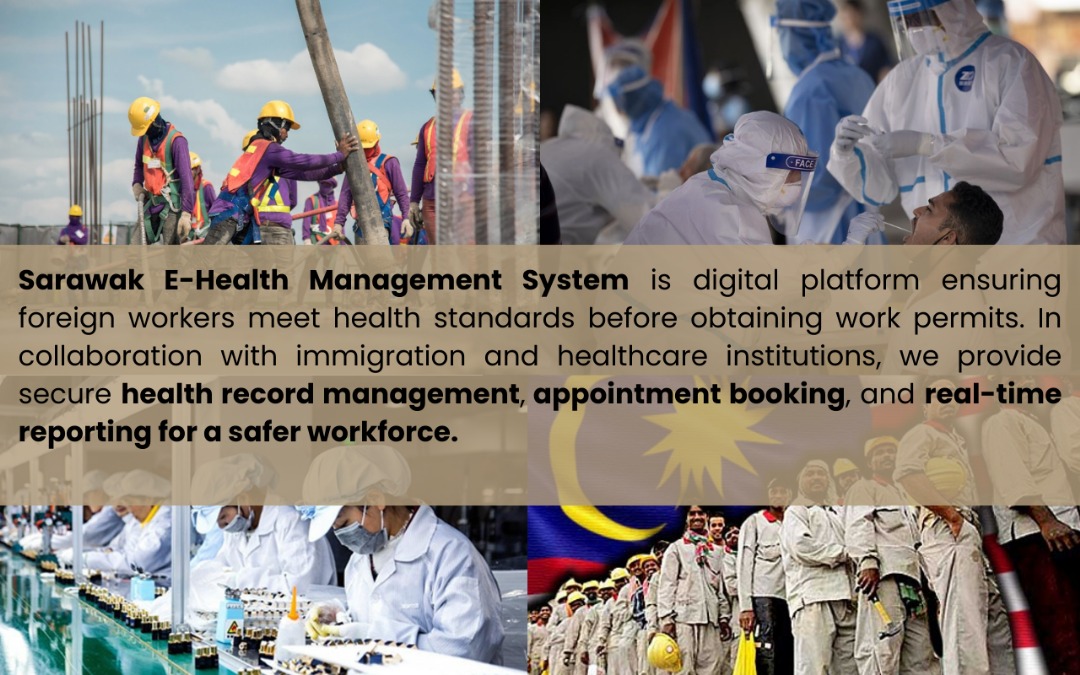 FACE
Sarawak E-Health Management System is digital platform ensuring
foreign workers meet health standards before obtaining work permits. In
collaboration with immigration and healthcare institutions, we provide
secure health record management, appointment booking, and real-time
reporting for a safer workforce.